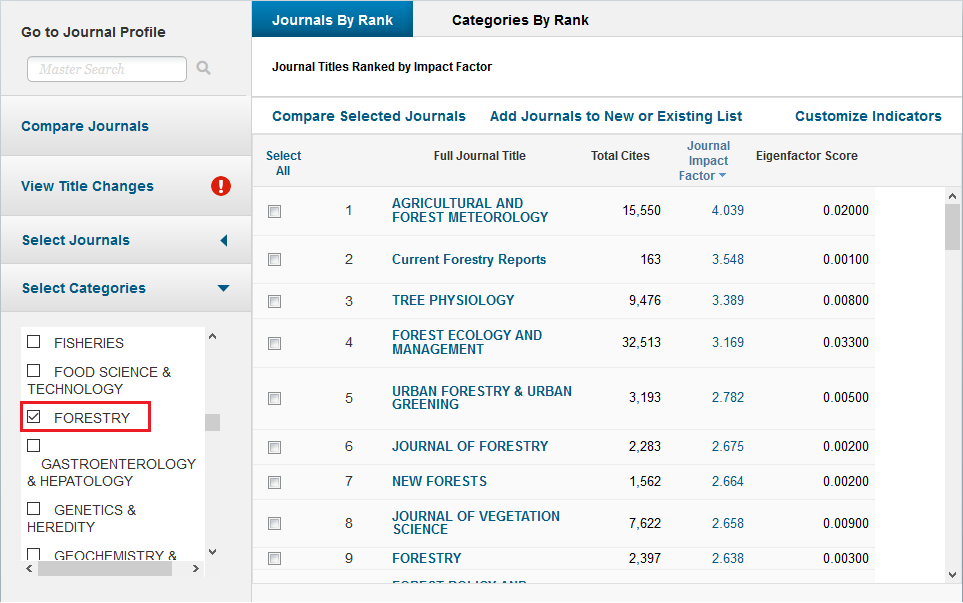 Go to Journal Profile
Master Search
Compare Journals
View Title Changes
Select Journals
Select Categories
FISHERIES
FOOD SCIENCE &
TECHNOLOGY
FORESTRY
GASTROENTEROLOGY
& HEPATOLOGY
GENETICS &
HEREDITY
GEOCHEMISTRY &
Journals By Rank
Categories By Rank
Journal Titles Ranked by Impact Factor
Compare Selected Journals
Add Journals to New or Existing List
Customize Indicators
Select
All
Full Journal Title
Total Cites
Journal
Impact
Factor
Eigenfactor Score
1
AGRICULTURAL AND
FOREST METEOROLOGY
15,550
4.039
0.02000
2
Current Forestry Reports
163
3.548
0.00100
3
TREE PHYSIOLOGY
9,476
3.389
0.00800
4
FOREST ECOLOGY AND
MANAGEMENT
32,513
3.169
0.03300
5
URBAN FORESTRY & URBAN
GREENING
3,193
2.782
0.00500
6
JOURNAL OF FORESTRY
2,283
2.675
0.00200
7
NEW FORESTS
1,562
2.664
0.00200
8
JOURNAL OF VEGETATION
SCIENCE
7,622
2.658
0.00900
9
FORESTRY
2,397
2.638
0.00300
FOREST POLICY AND